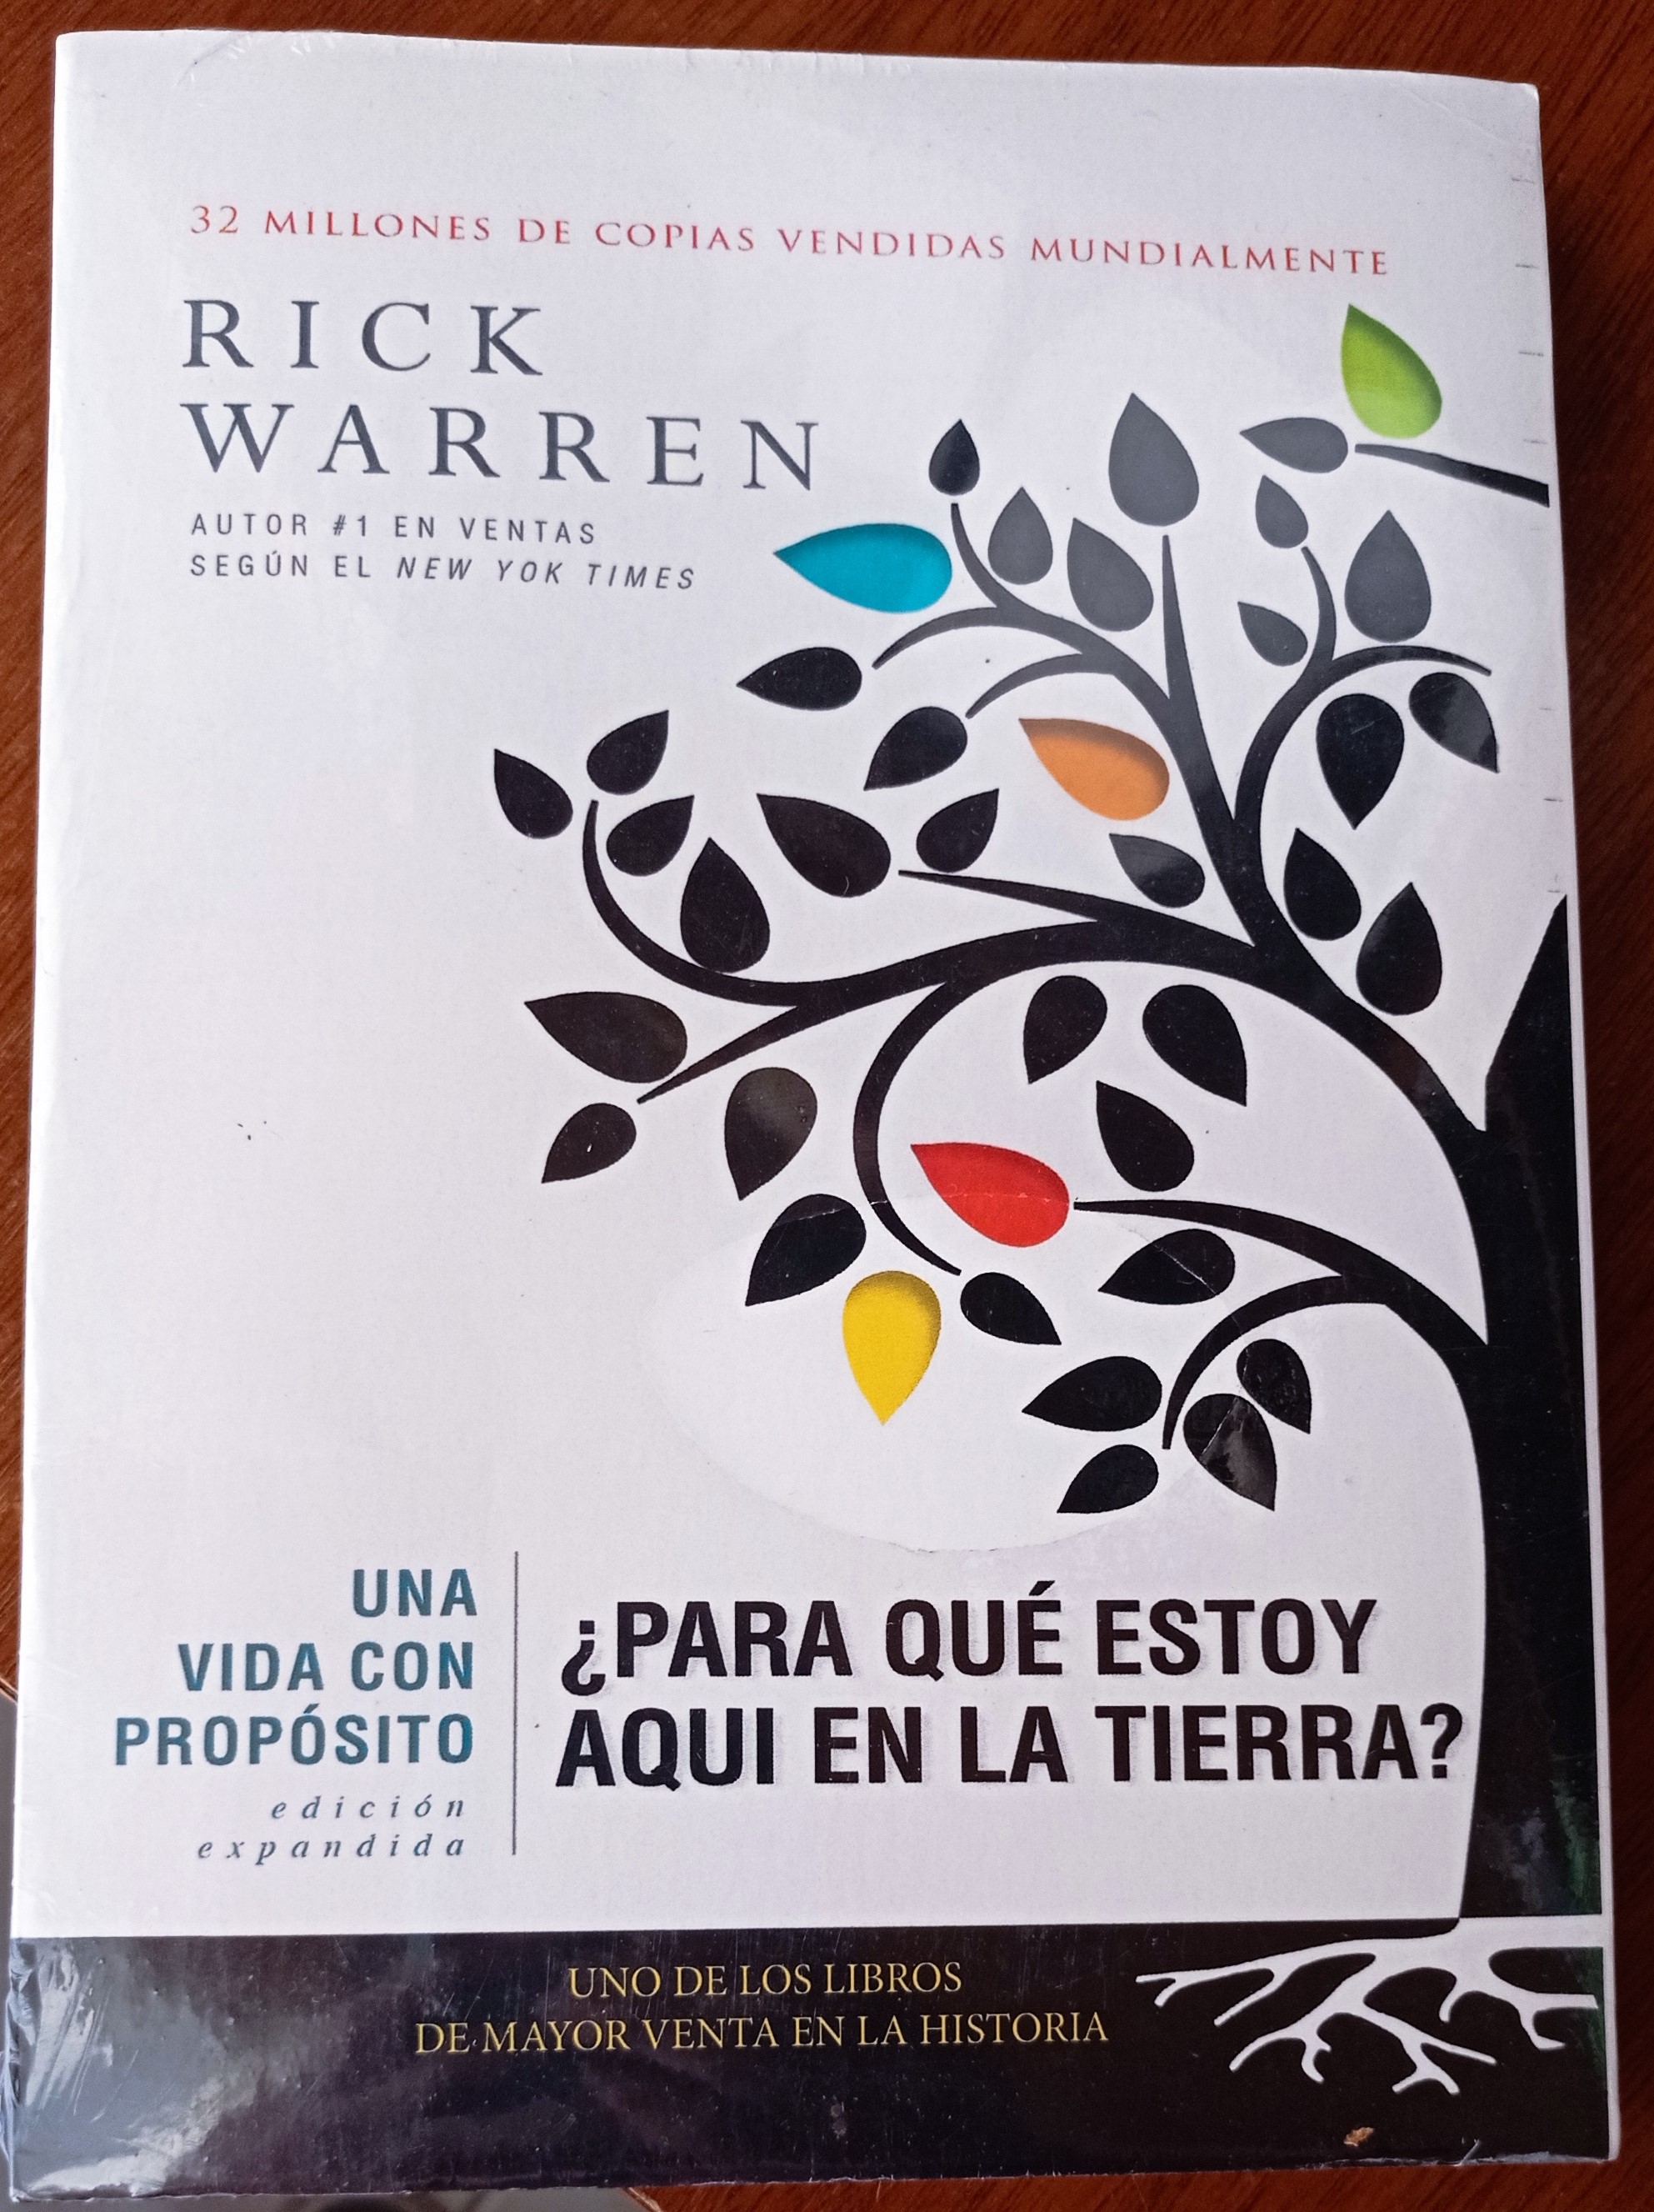 32 MILLONES DE COPIAS VENDIDAS MUNDIALMENTE
RICK
WARREN
AUTOR #1 EN VENTAS
SEGÚN EL NEW YOK TIMES
UNA
VIDA CON
PROPÓSITO
edición
expandida
¿PARA QUÉ ESTOY
AQUI EN LA TIERRA?
UNO DE LOS LIBROS
DE MAYOR VENTA EN LA HISTORIA